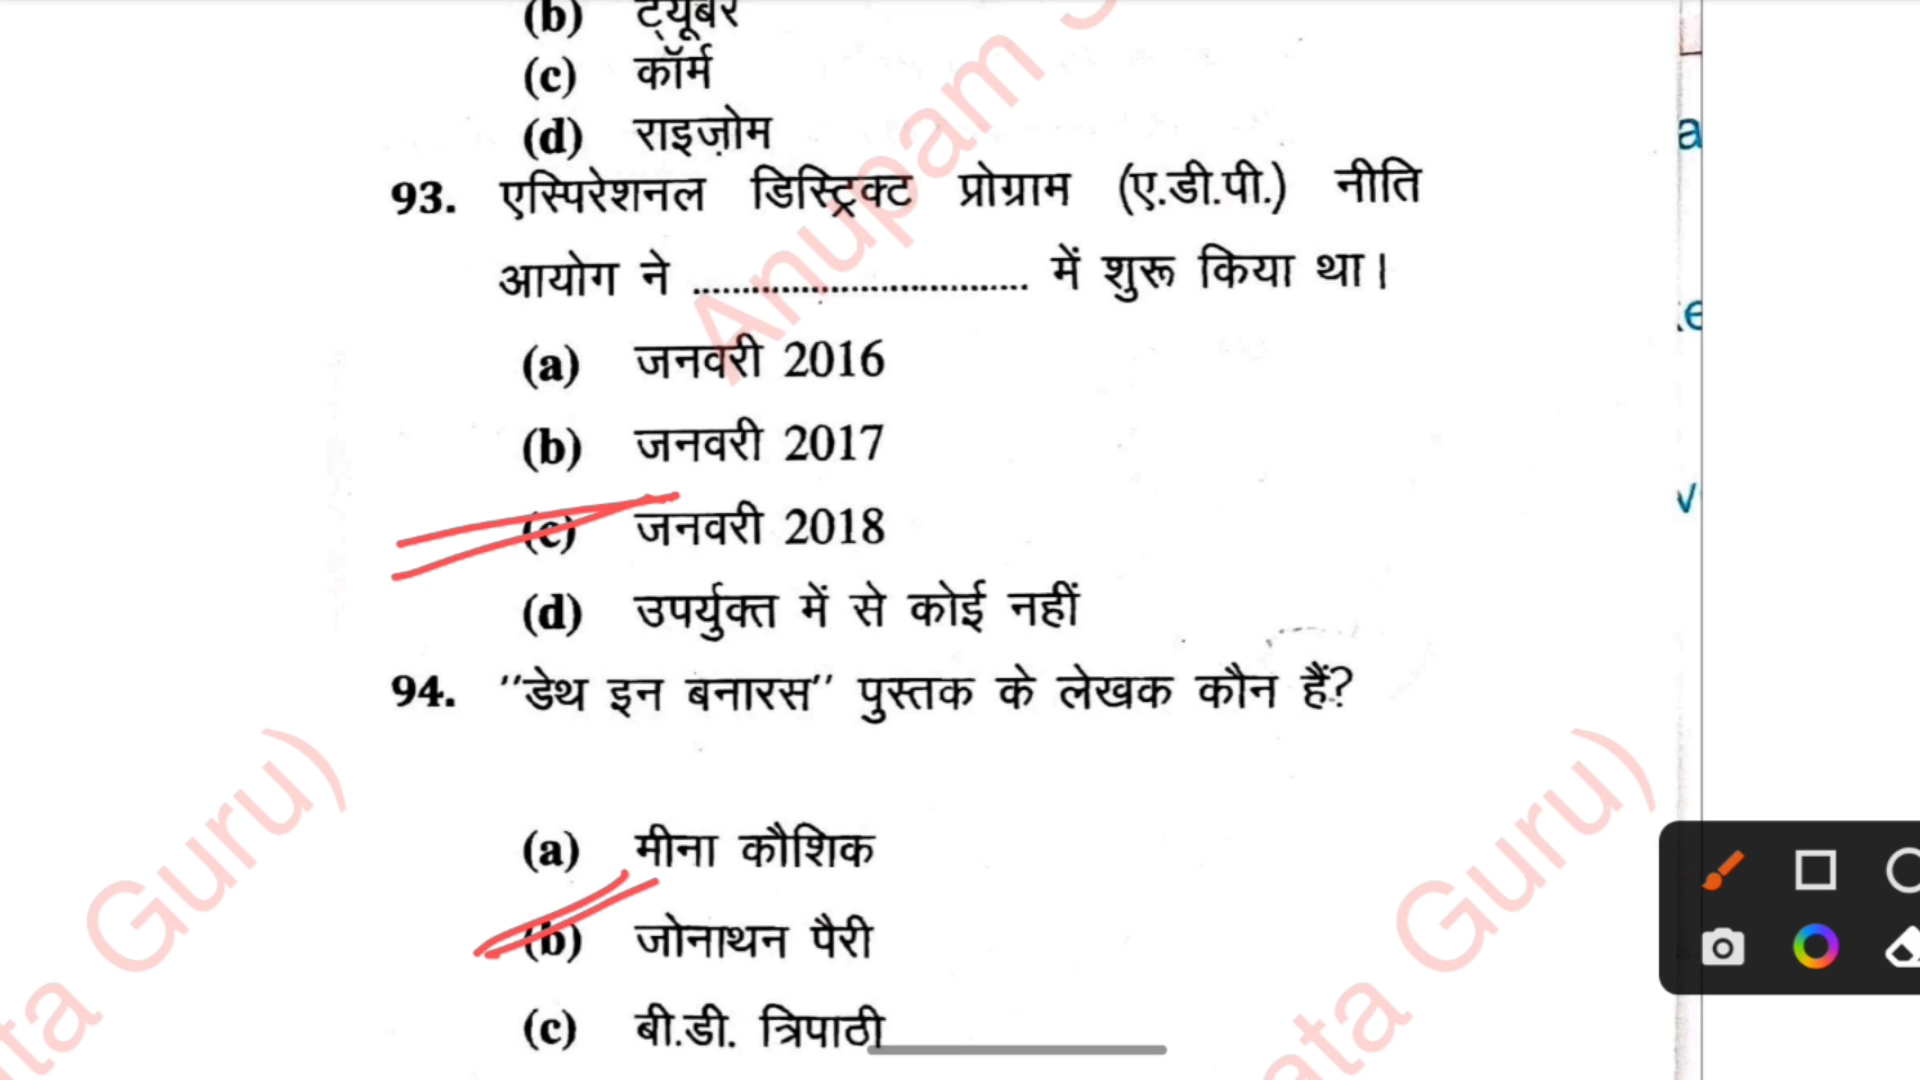 (b) ट्यूबर
(c) कॉर्म
(d) राइज़ोम
93. एस्पिरेशनल डिस्ट्रिक्ट प्रोग्राम (ए.डी.पी.) नीति
आयोग ने .................................. में शुरू किया था।
(a) जनवरी 2016
(b) जनवरी 2017
(c) जनवरी 2018
(d) उपर्युक्त में से कोई नहीं
94. ''डेथ इन बनारस'' पुस्तक के लेखक कौन हैं?
(a) मीना कौशिक
(b) जोनाथन पैरी
(c) बी.डी. त्रिपाठी
Anupam
ta Guru)
ata Guru)